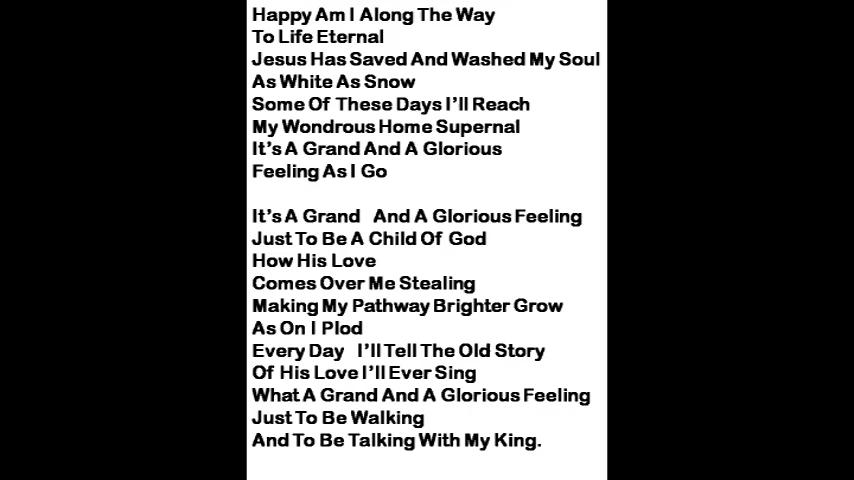 Happy Am I Along The Way
To Life Eternal
Jesus Has Saved And Washed My Soul
As White As Snow
Some Of These Days I'll Reach
My Wondrous Home Supernal
It's A Grand And A Glorious
Feeling As I Go

It's A Grand And A Glorious Feeling
Just To Be A Child Of God
How His Love
Comes Over Me Stealing
Making My Pathway Brighter Grow
As On I Plod
Every Day I'll Tell The Old Story
Of His Love I'll Ever Sing
What A Grand And A Glorious Feeling
Just To Be Walking
And To Be Talking With My King.